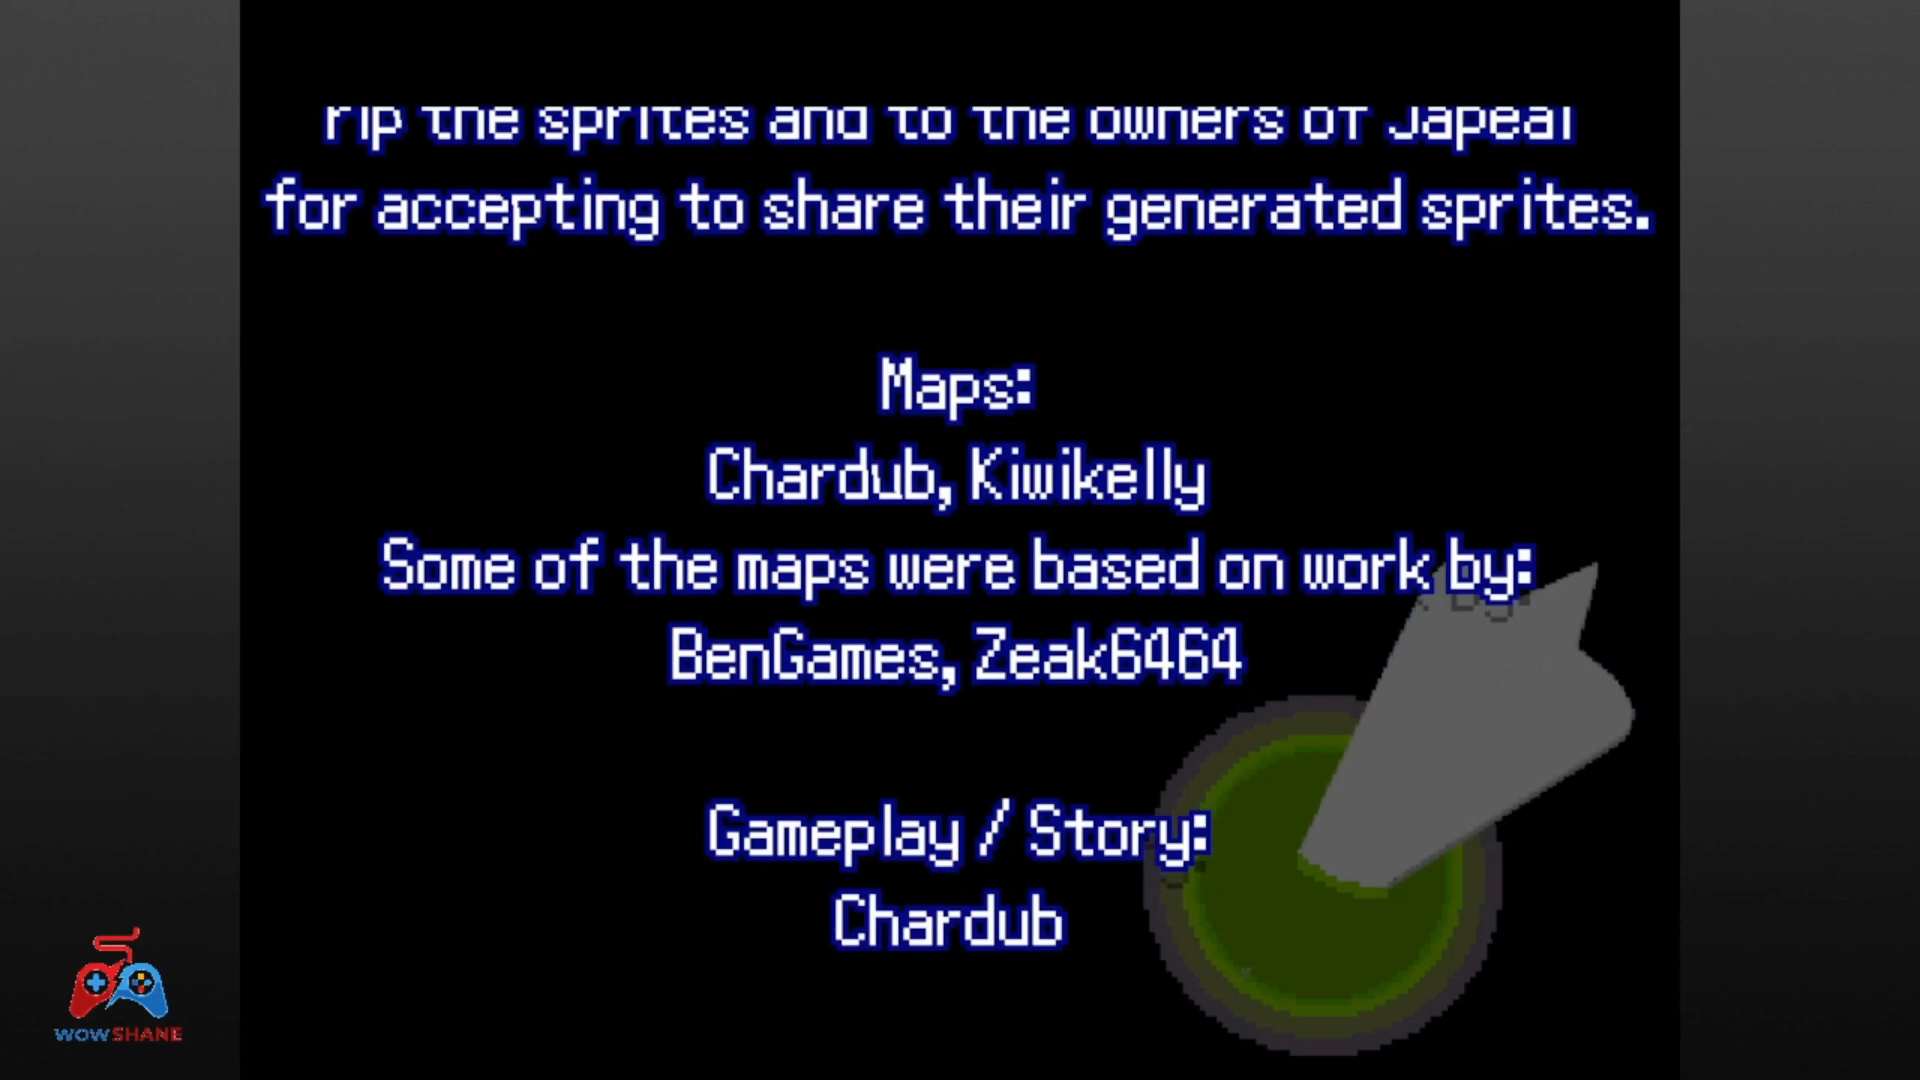 rip the sprites and to the owners of Japeal
for accepting to share their generated sprites.
Maps:
Chardub, Kiwikelly
Some of the maps were based on work by:
BenGames, Zeak6464
Gameplay / Story:
Chardub
WOWSHANE